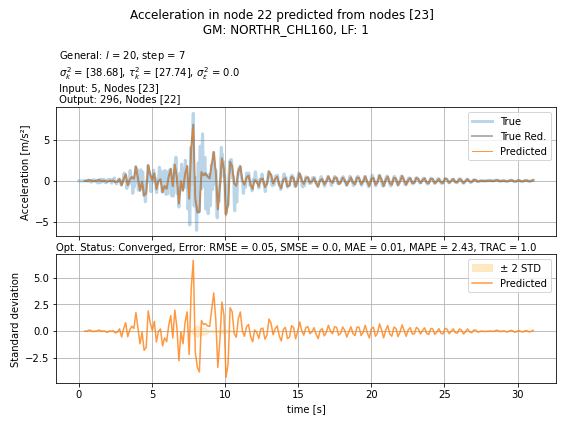 Acceleration in node 22 predicted from nodes [23]
GM: NORTHR_CHL160, LF: 1
General: l = 20, step = 7
σ²ₖ = [38.68], τ²ₖ = [27.74], σ²ε = 0.0
Input: 5, Nodes [23]
Output: 296, Nodes [22]
Acceleration [m/s²]
5
0
−5
True
True Red.
Predicted
Opt. Status: Converged, Error: RMSE = 0.05, SMSE = 0.0, MAE = 0.01, MAPE = 2.43, TRAC = 1.0
Standard deviation
5.0
2.5
0.0
−2.5
± 2 STD
Predicted
0 5 10 15 20 25 30
time [s]